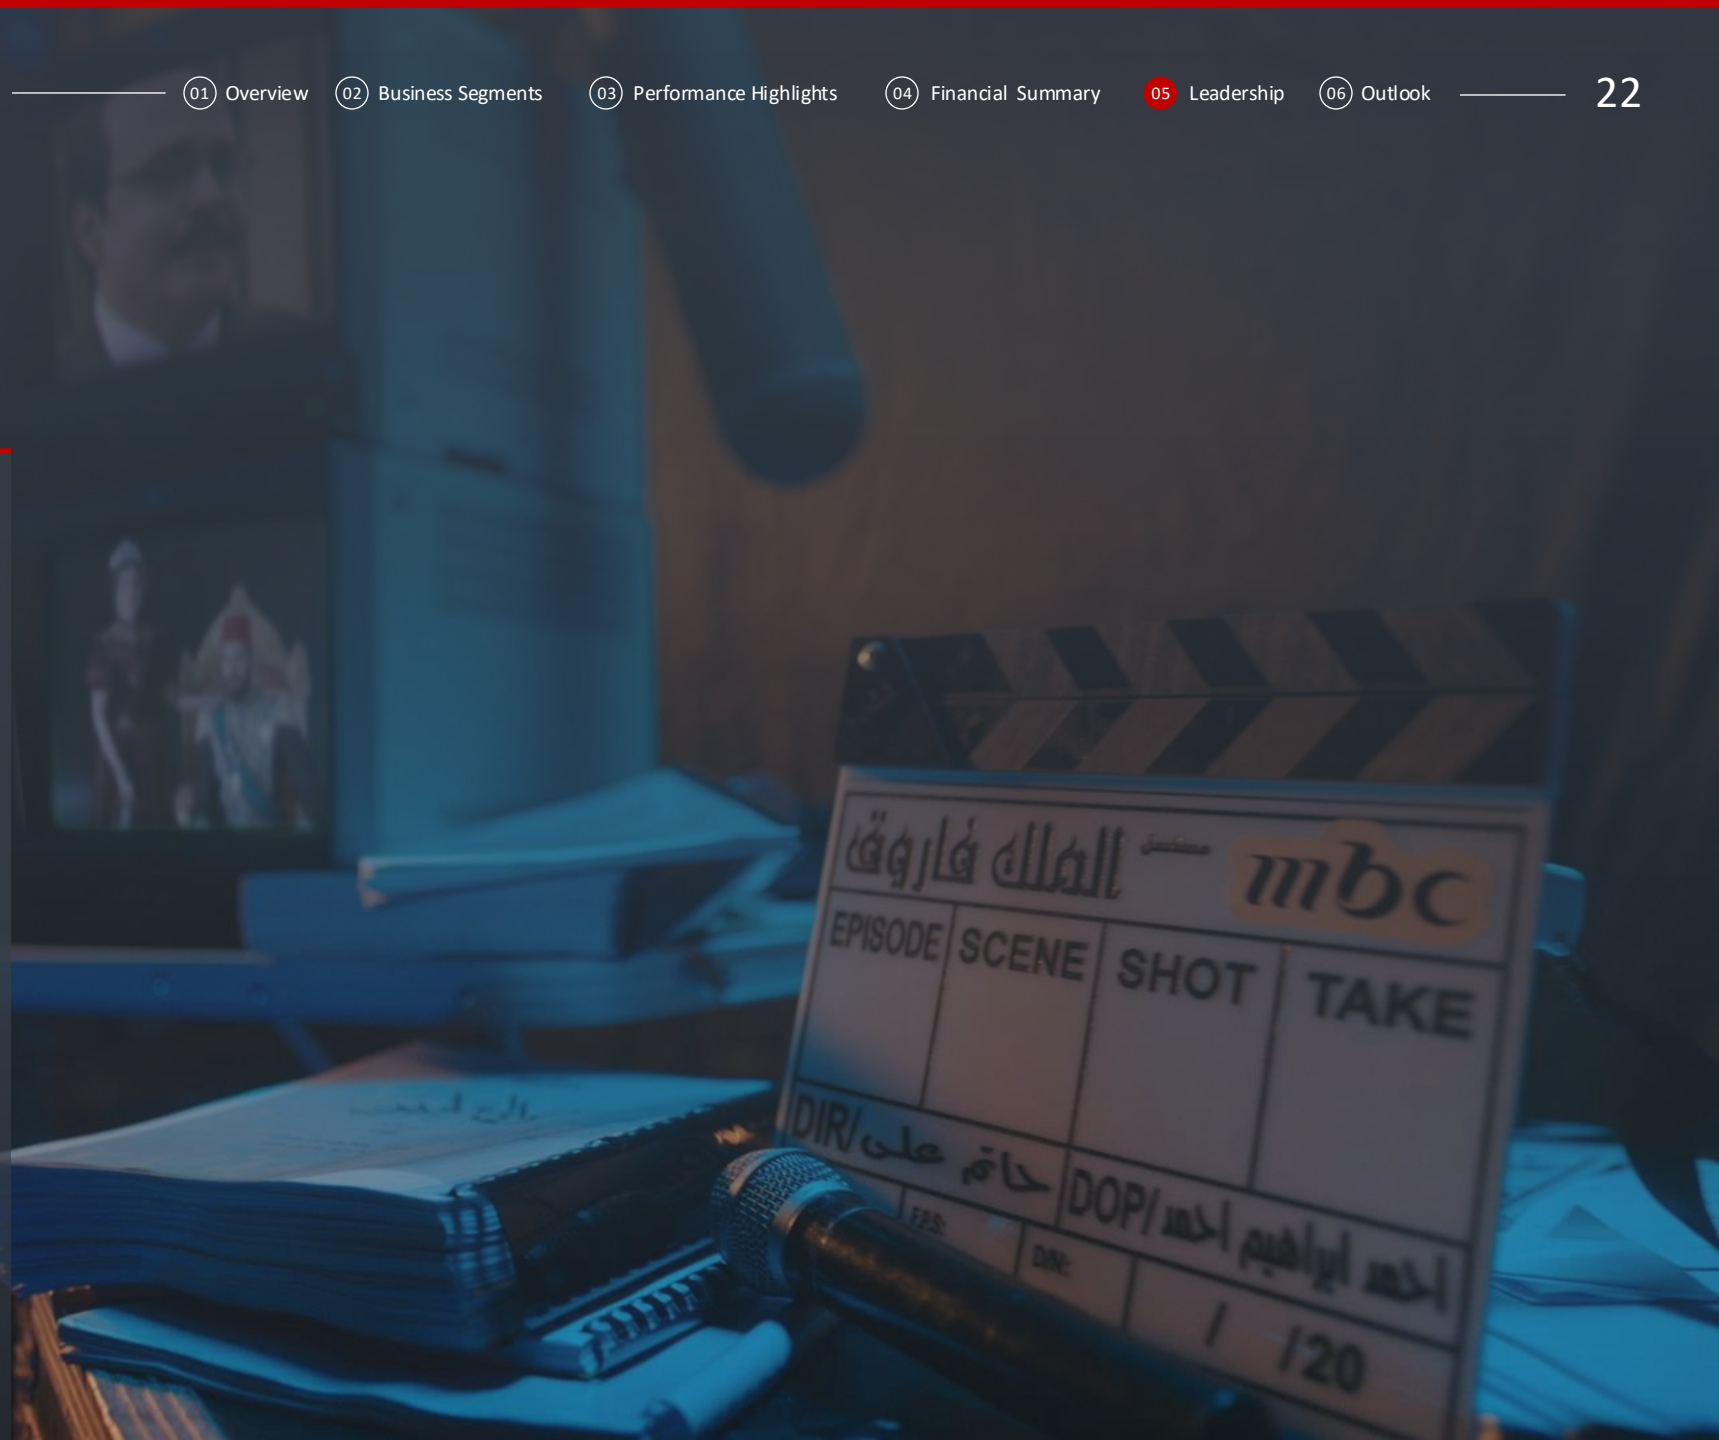 01 Overview 02 Business Segments 03 Performance Highlights 04 Financial Summary 05 Leadership 06 Outlook 22
الملك فاروق مسلسل mbc
EPISODE SCENE SHOT TAKE
DIR/ حاتم علي DOP/ احمد ابراهيم احمد
F.P.S: D/N:
/ /20